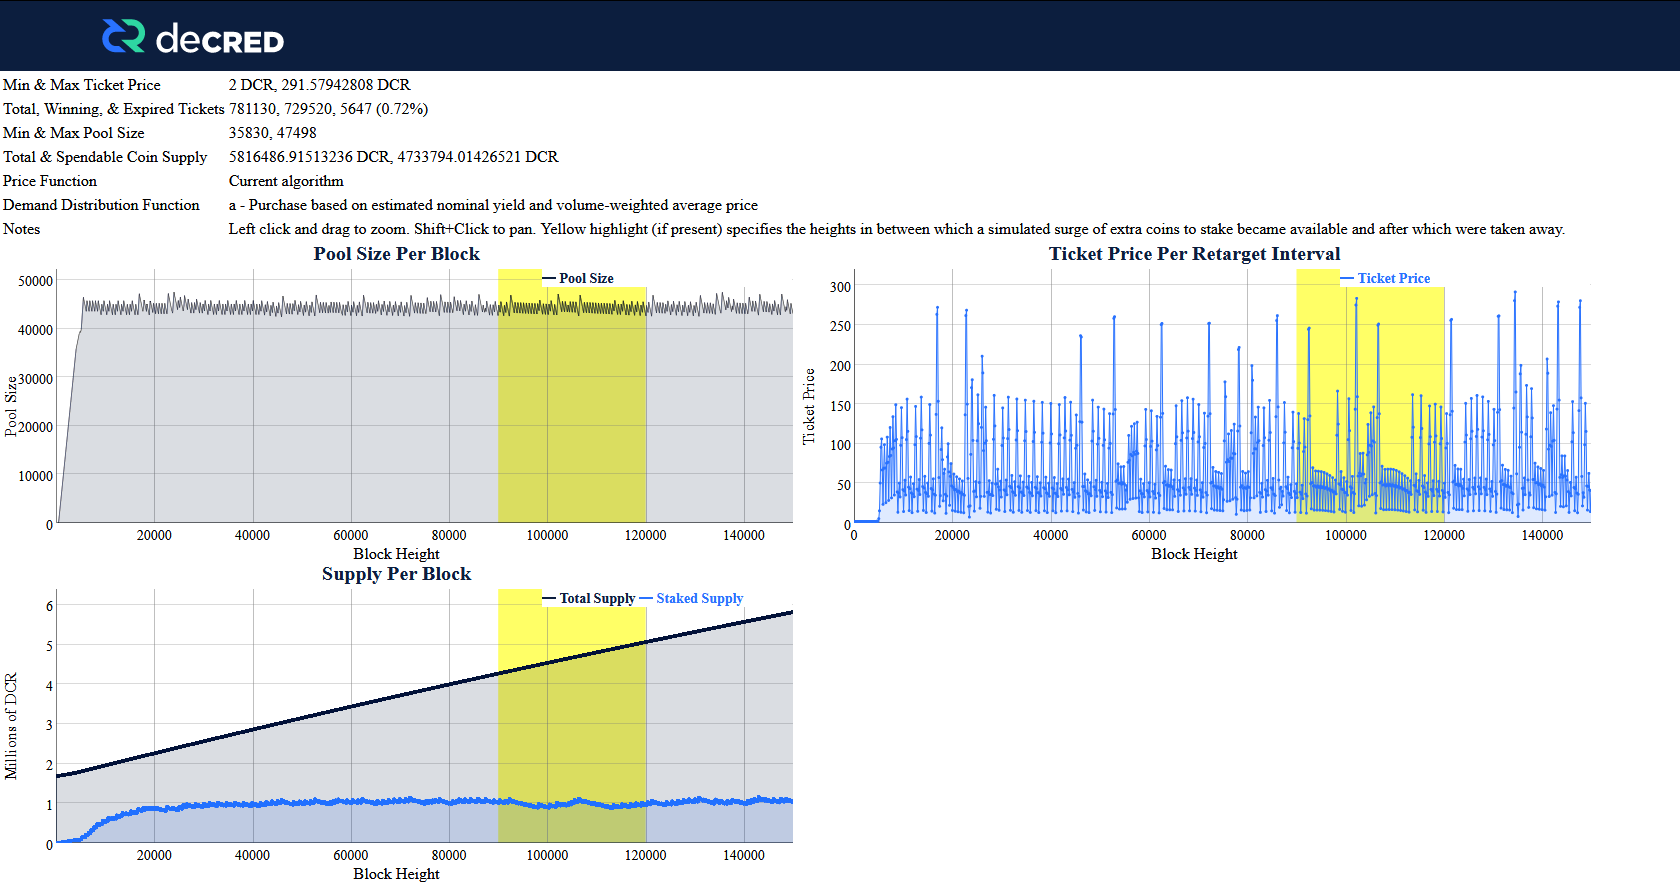 decred
Min & Max Ticket Price 2 DCR, 291.57942808 DCR
Total, Winning, & Expired Tickets 781130, 729520, 5647 (0.72%)
Min & Max Pool Size 35830, 47498
Total & Spendable Coin Supply 5816486.91513236 DCR, 4733794.01426521 DCR
Price Function Current algorithm
Demand Distribution Function a - Purchase based on estimated nominal yield and volume-weighted average price
Notes Left click and drag to zoom. Shift+Click to pan. Yellow highlight (if present) specifies the heights in between which a simulated surge of extra coins to stake became available and after which were taken away.
Pool Size Per Block
Pool Size
50000
40000
30000
20000
10000
0
Pool Size
20000 40000 60000 80000 100000 120000 140000
Block Height
Ticket Price Per Retarget Interval
Ticket Price
300
250
200
150
100
50
0
Ticket Price
0 20000 40000 60000 80000 100000 120000 140000
Block Height
Supply Per Block
Total Supply Staked Supply
6
5
4
3
2
1
0
Millions of DCR
20000 40000 60000 80000 100000 120000 140000
Block Height